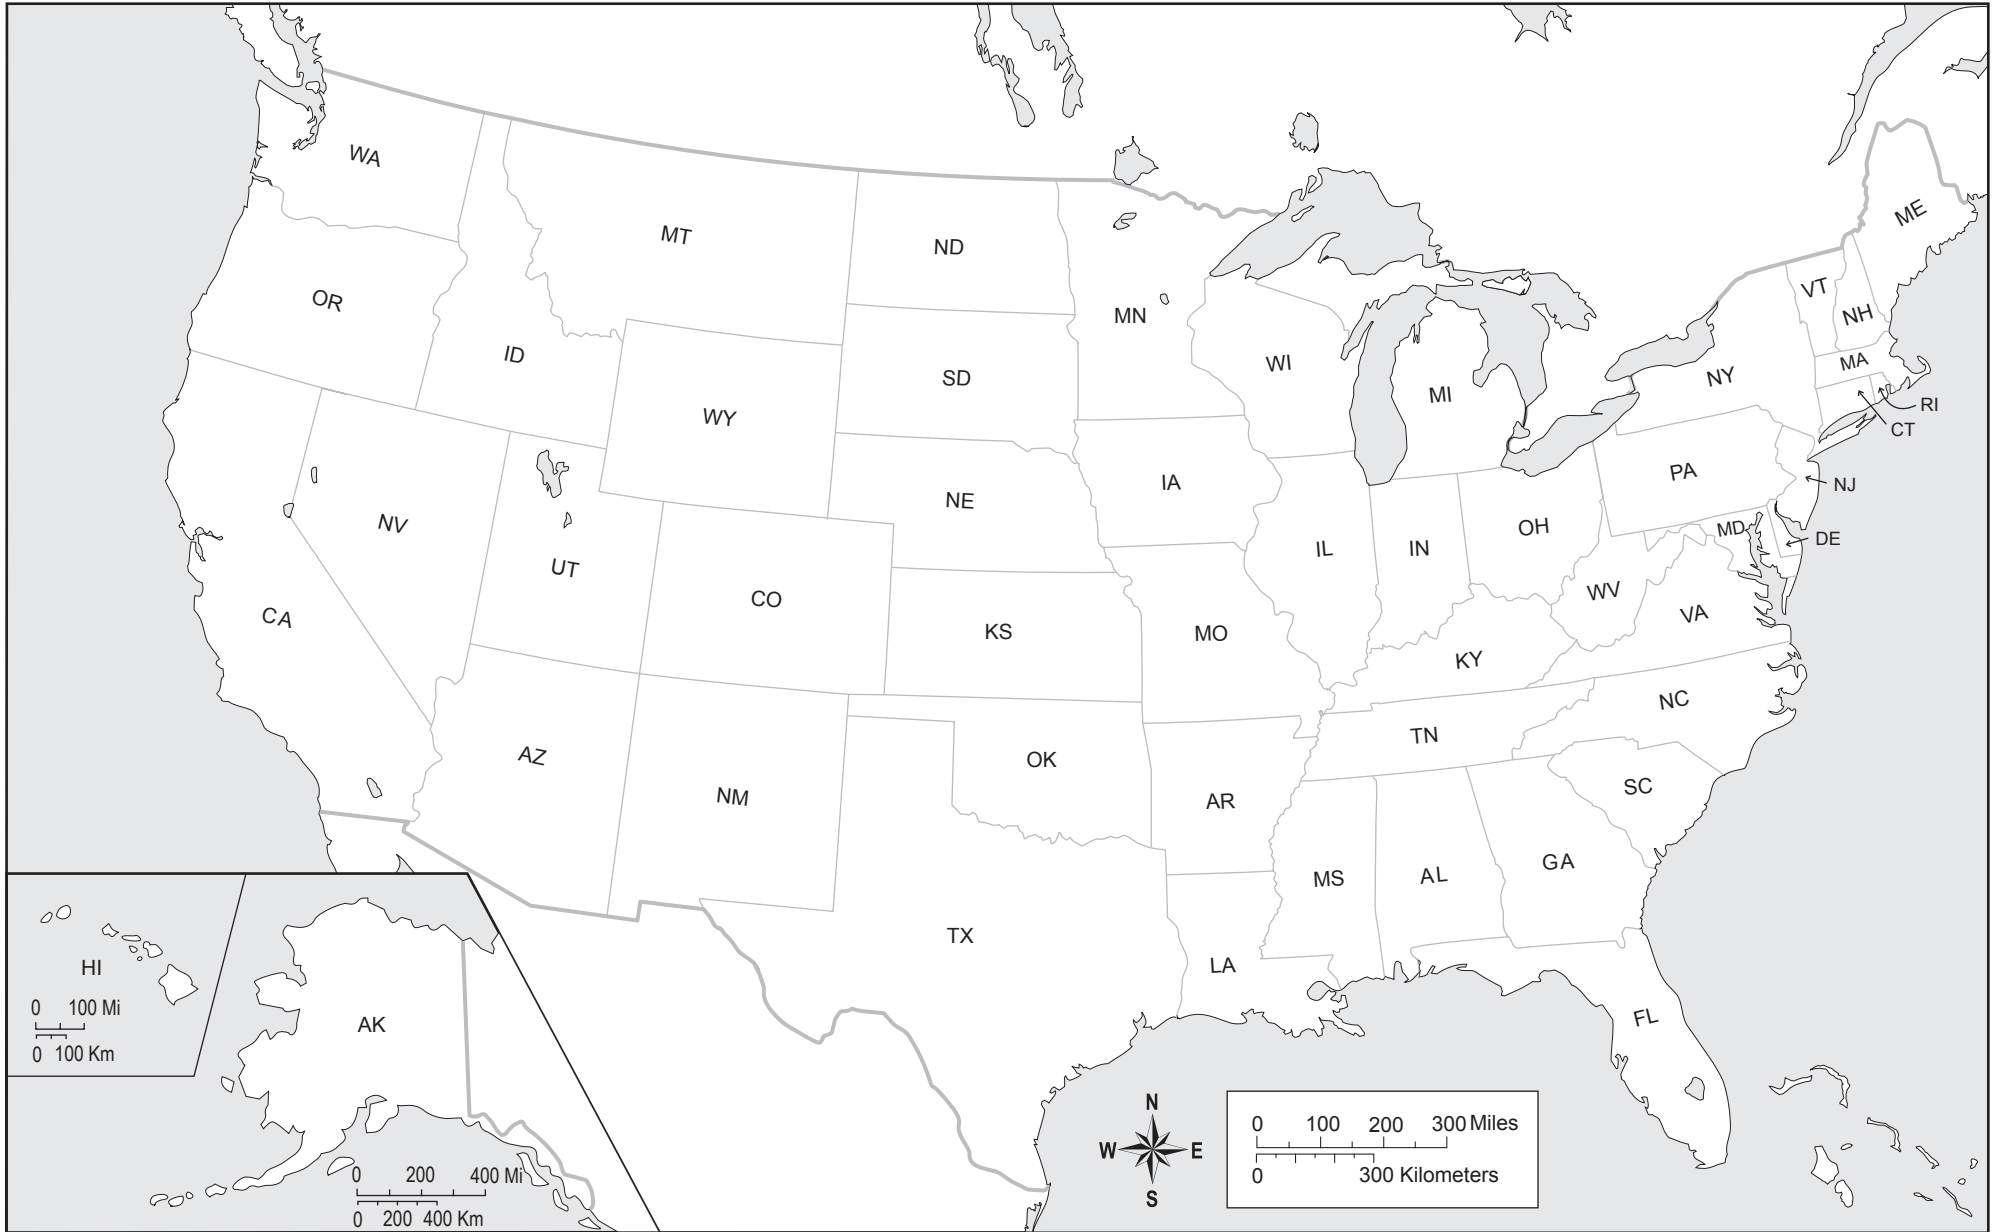 WA
MT
ND
ME
OR
ID
MN
VT
NH
WI
SD
MI
NY
MA
RI
CT
WY
PA
NJ
IA
NE
NV
IL
IN
OH
MD
DE
UT
CO
WV
CA
KS
MO
VA
KY
NC
TN
AZ
OK
NM
AR
SC
GA
MS
AL
TX
LA
FL
HI
0 100 Mi
0 100 Km
AK
0 200 400 Mi
0 200 400 Km
N
W E
S
0 100 200 300 Miles
0 300 Kilometers